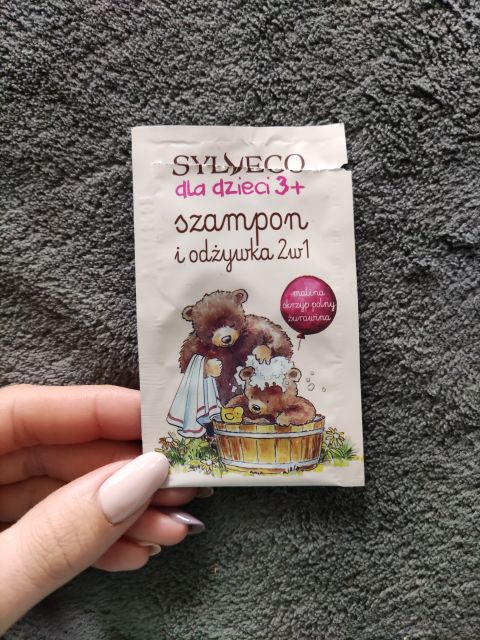 SYLVECO
dla dzieci 3+
szampon
i odżywka 2w1
malina
skrzyp polny
żurawina